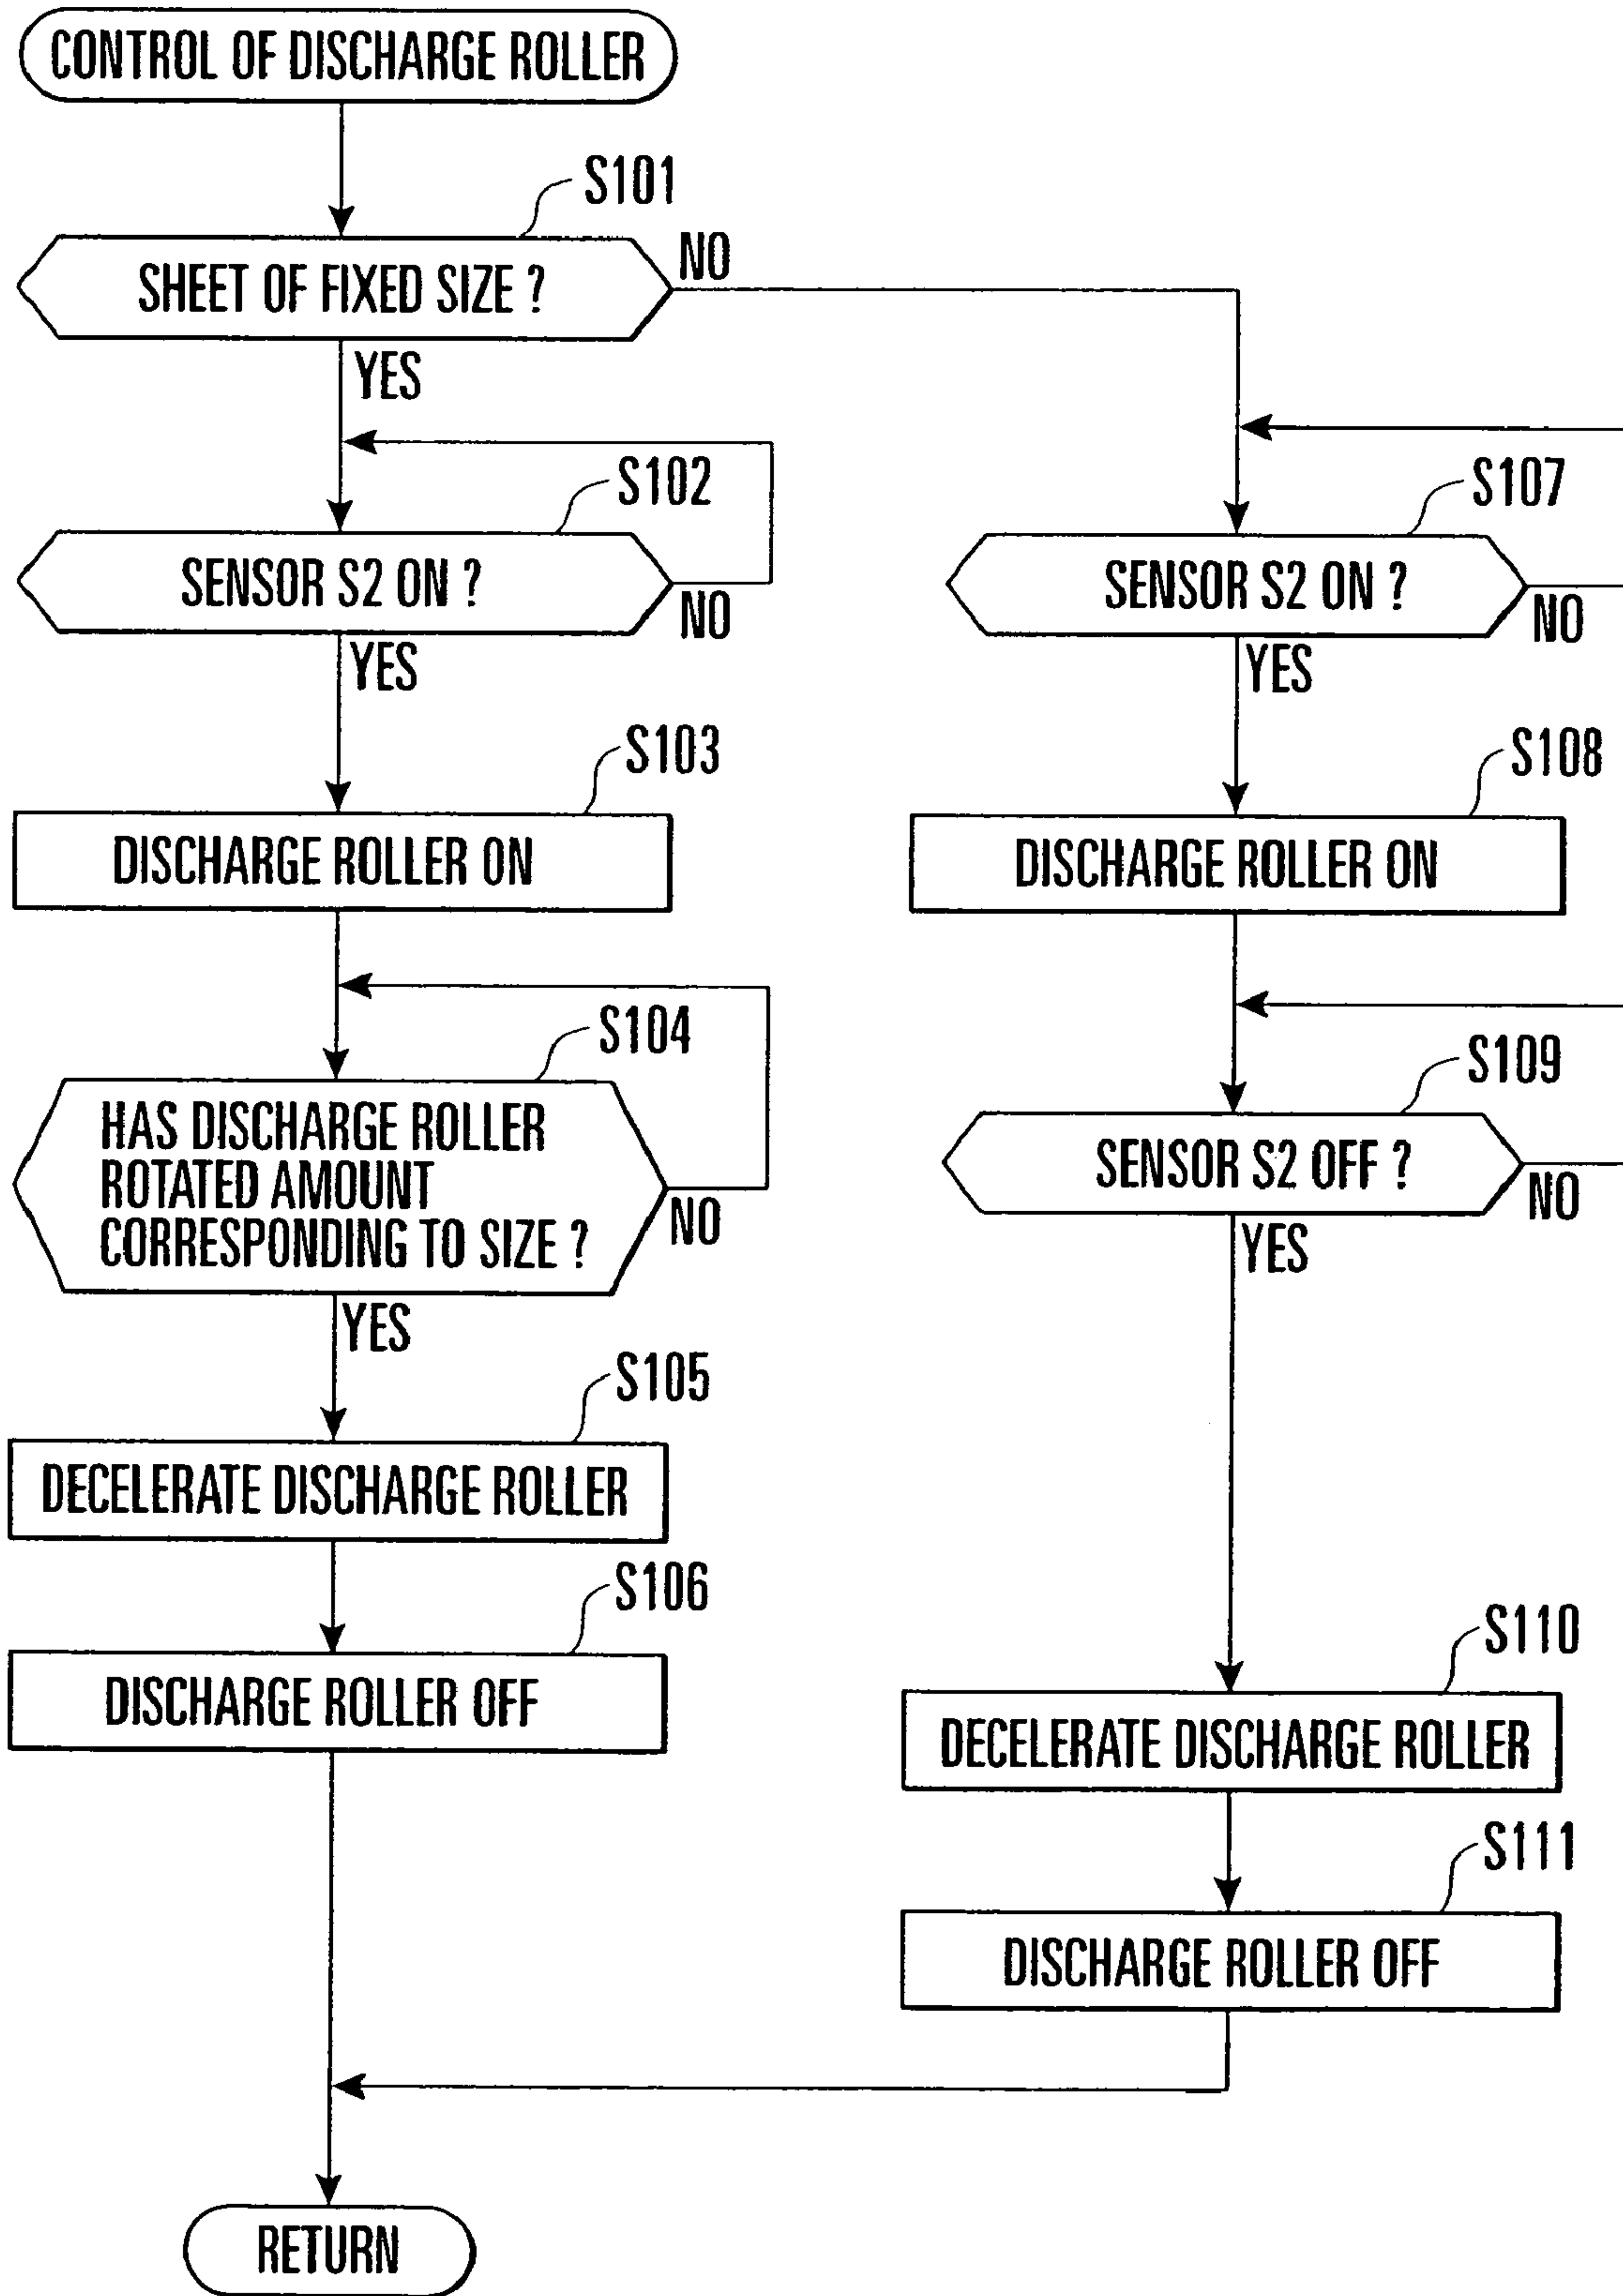 CONTROL OF DISCHARGE ROLLER
S101
SHEET OF FIXED SIZE ?
NO
YES
S102
SENSOR S2 ON ?
NO
YES
S103
DISCHARGE ROLLER ON
S104
HAS DISCHARGE ROLLER
ROTATED AMOUNT
CORRESPONDING TO SIZE ?
NO
YES
S105
DECELERATE DISCHARGE ROLLER
S106
DISCHARGE ROLLER OFF
S107
SENSOR S2 ON ?
NO
YES
S108
DISCHARGE ROLLER ON
S109
SENSOR S2 OFF ?
NO
YES
S110
DECELERATE DISCHARGE ROLLER
S111
DISCHARGE ROLLER OFF
RETURN